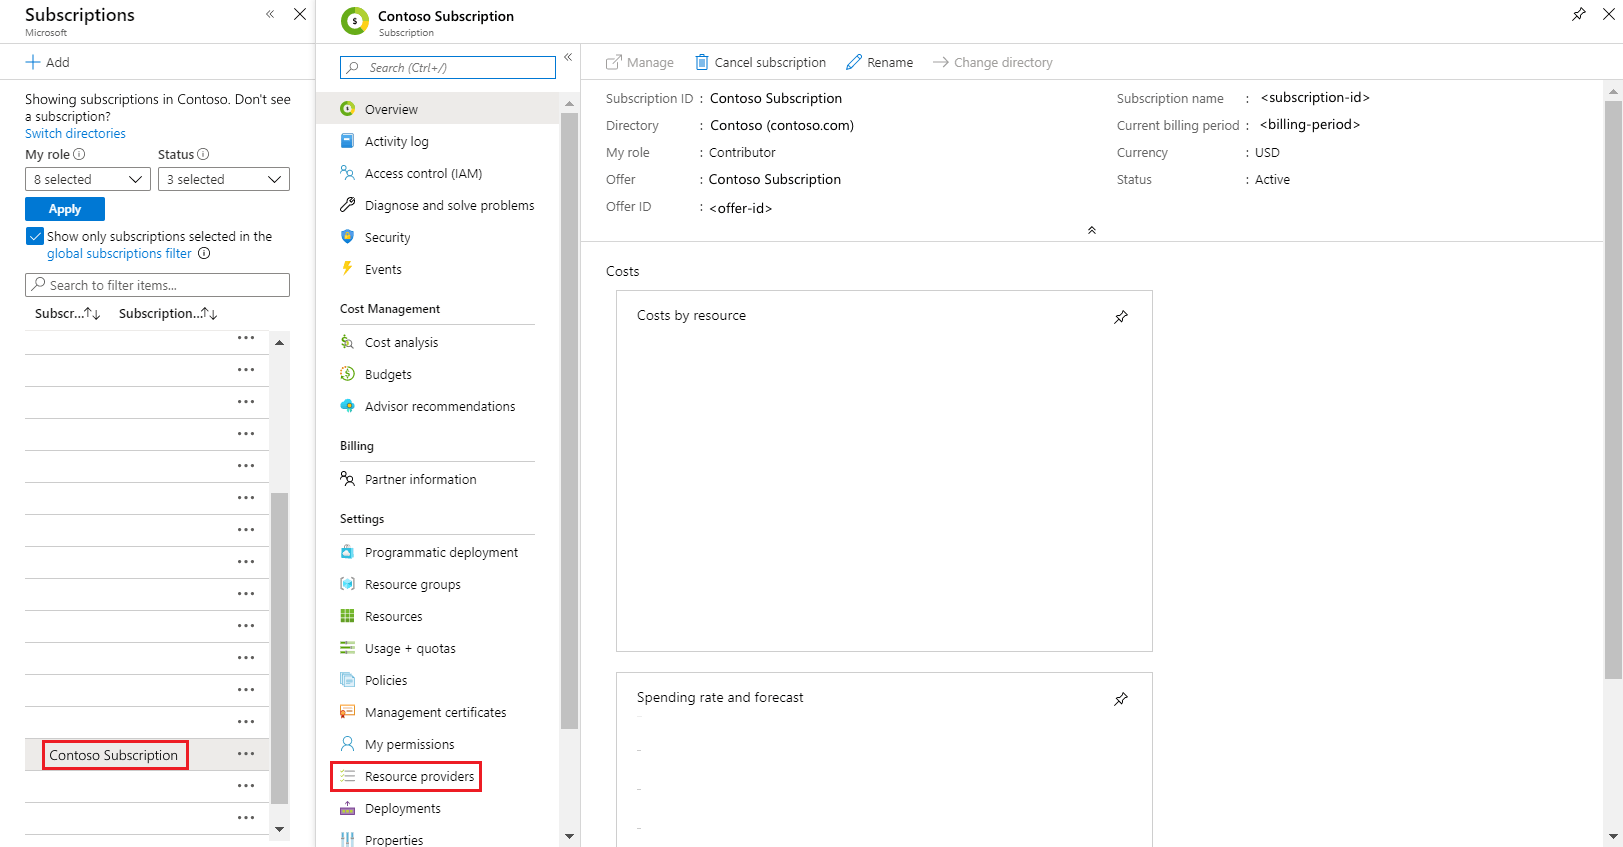 Subscriptions
Microsoft
Add
Showing subscriptions in Contoso. Don't see
a subscription?
Switch directories
My role
Status
8 selected
3 selected
Apply
Show only subscriptions selected in the
global subscriptions filter
Search to filter items...
Subscr...
Subscription...
Contoso Subscription
Contoso Subscription
Subscription
Search (Ctrl+/)
Overview
Activity log
Access control (IAM)
Diagnose and solve problems
Security
Events
Cost Management
Cost analysis
Budgets
Advisor recommendations
Billing
Partner information
Settings
Programmatic deployment
Resource groups
Resources
Usage + quotas
Policies
Management certificates
My permissions
Resource providers
Deployments
Properties
Manage
Cancel subscription
Rename
Change directory
Subscription ID : Contoso Subscription
Directory : Contoso (contoso.com)
My role : Contributor
Offer : Contoso Subscription
Offer ID : <offer-id>
Subscription name : <subscription-id>
Current billing period : <billing-period>
Currency : USD
Status : Active
Costs
Costs by resource
Spending rate and forecast